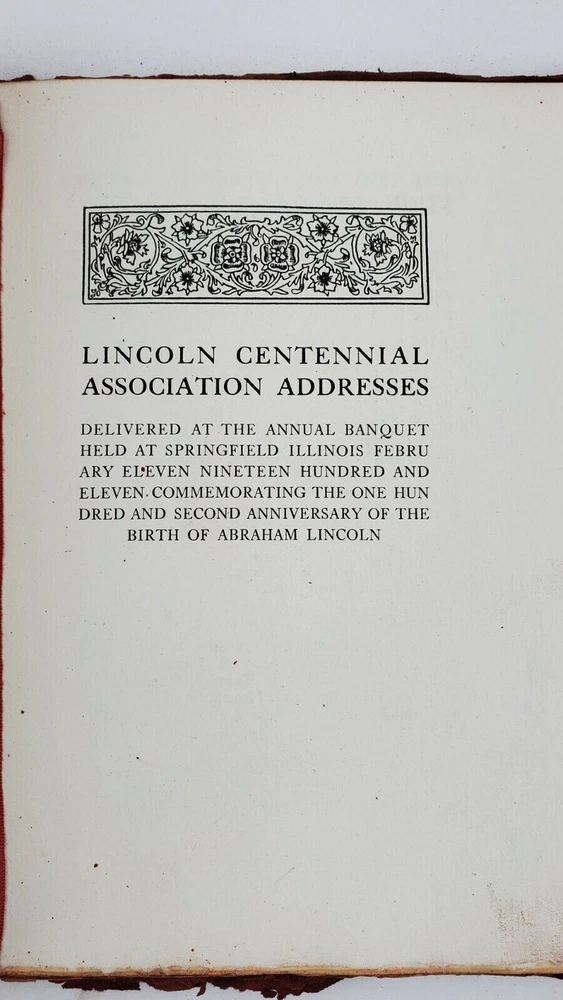 LINCOLN CENTENNIAL
ASSOCIATION ADDRESSES
DELIVERED AT THE ANNUAL BANQUET
HELD AT SPRINGFIELD ILLINOIS FEBRU
ARY ELEVEN NINETEEN HUNDRED AND
ELEVEN COMMEMORATING THE ONE HUN
DRED AND SECOND ANNIVERSARY OF THE
BIRTH OF ABRAHAM LINCOLN